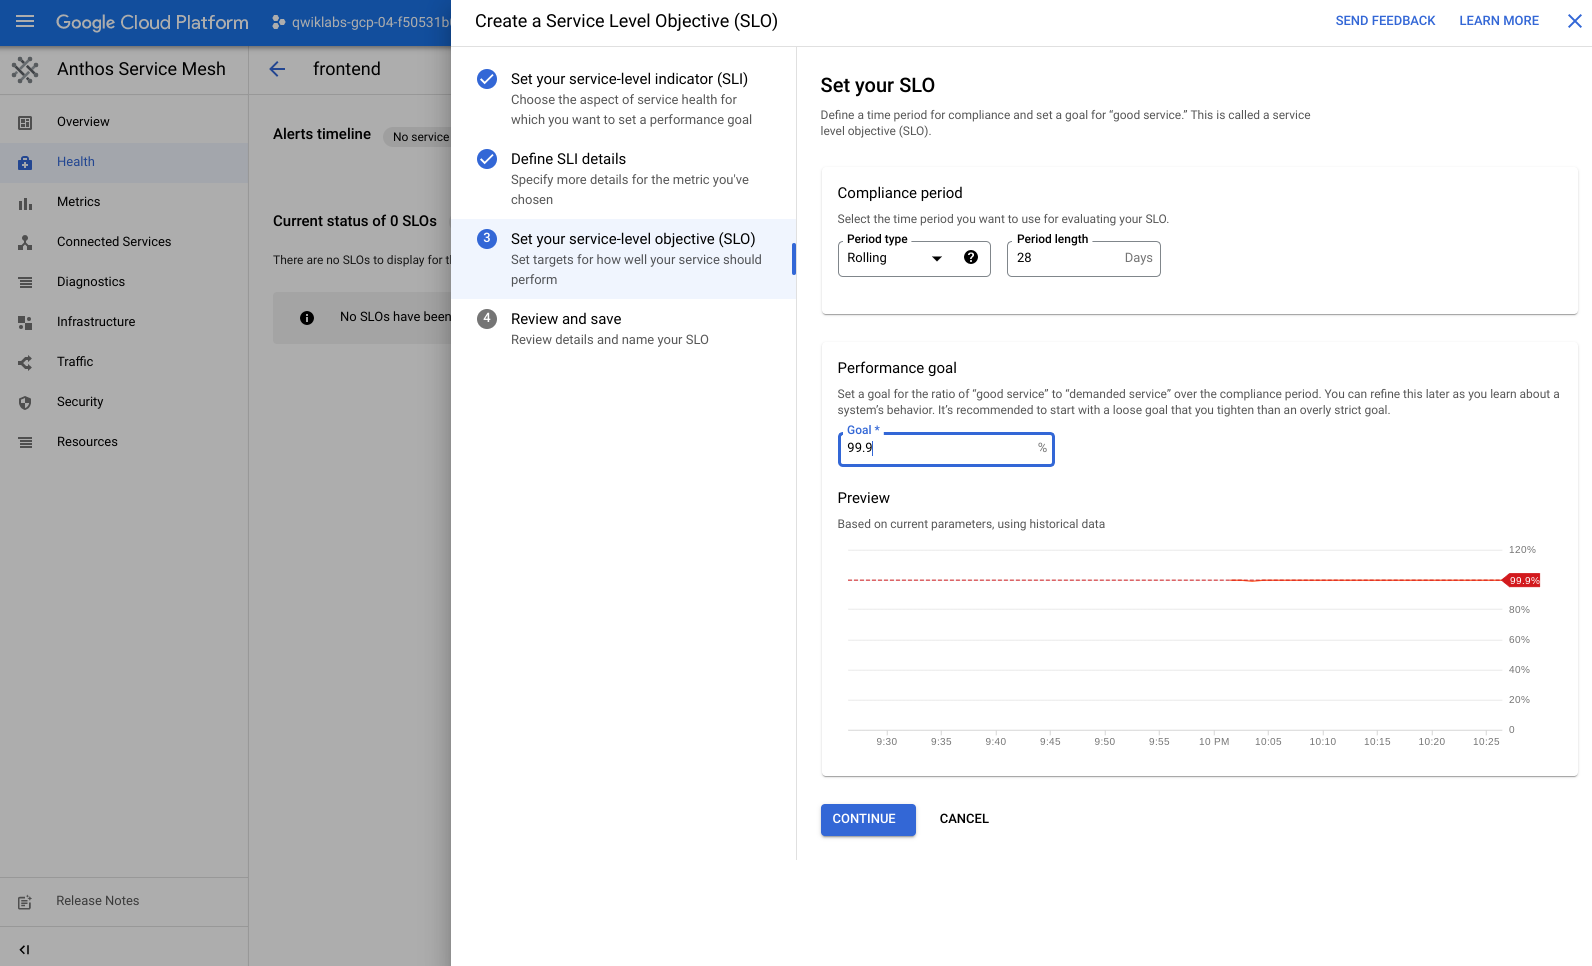 Google Cloud Platform
qwiklabs-gcp-04-f50531b
Anthos Service Mesh
frontend
Overview
Health
Metrics
Connected Services
Diagnostics
Infrastructure
Traffic
Security
Resources
Release Notes
Alerts timeline
No service
Current status of 0 SLOs
There are no SLOs to display for t
No SLOs have been
Create a Service Level Objective (SLO)
SEND FEEDBACK
LEARN MORE
Set your service-level indicator (SLI)
Choose the aspect of service health for
which you want to set a performance goal
Define SLI details
Specify more details for the metric you've
chosen
3
Set your service-level objective (SLO)
Set targets for how well your service should
perform
4
Review and save
Review details and name your SLO
Set your SLO
Define a time period for compliance and set a goal for “good service.” This is called a service
level objective (SLO).
Compliance period
Select the time period you want to use for evaluating your SLO.
Period type
Rolling
Period length
28
Days
Performance goal
Set a goal for the ratio of “good service” to “demanded service” over the compliance period. You can refine this later as you learn about a
system’s behavior. It’s recommended to start with a loose goal that you tighten than an overly strict goal.
Goal *
99.9
%
Preview
Based on current parameters, using historical data
120%
99.9%
80%
60%
40%
20%
0
9:30 9:35 9:40 9:45 9:50 9:55 10 PM 10:05 10:10 10:15 10:20 10:25
CONTINUE
CANCEL